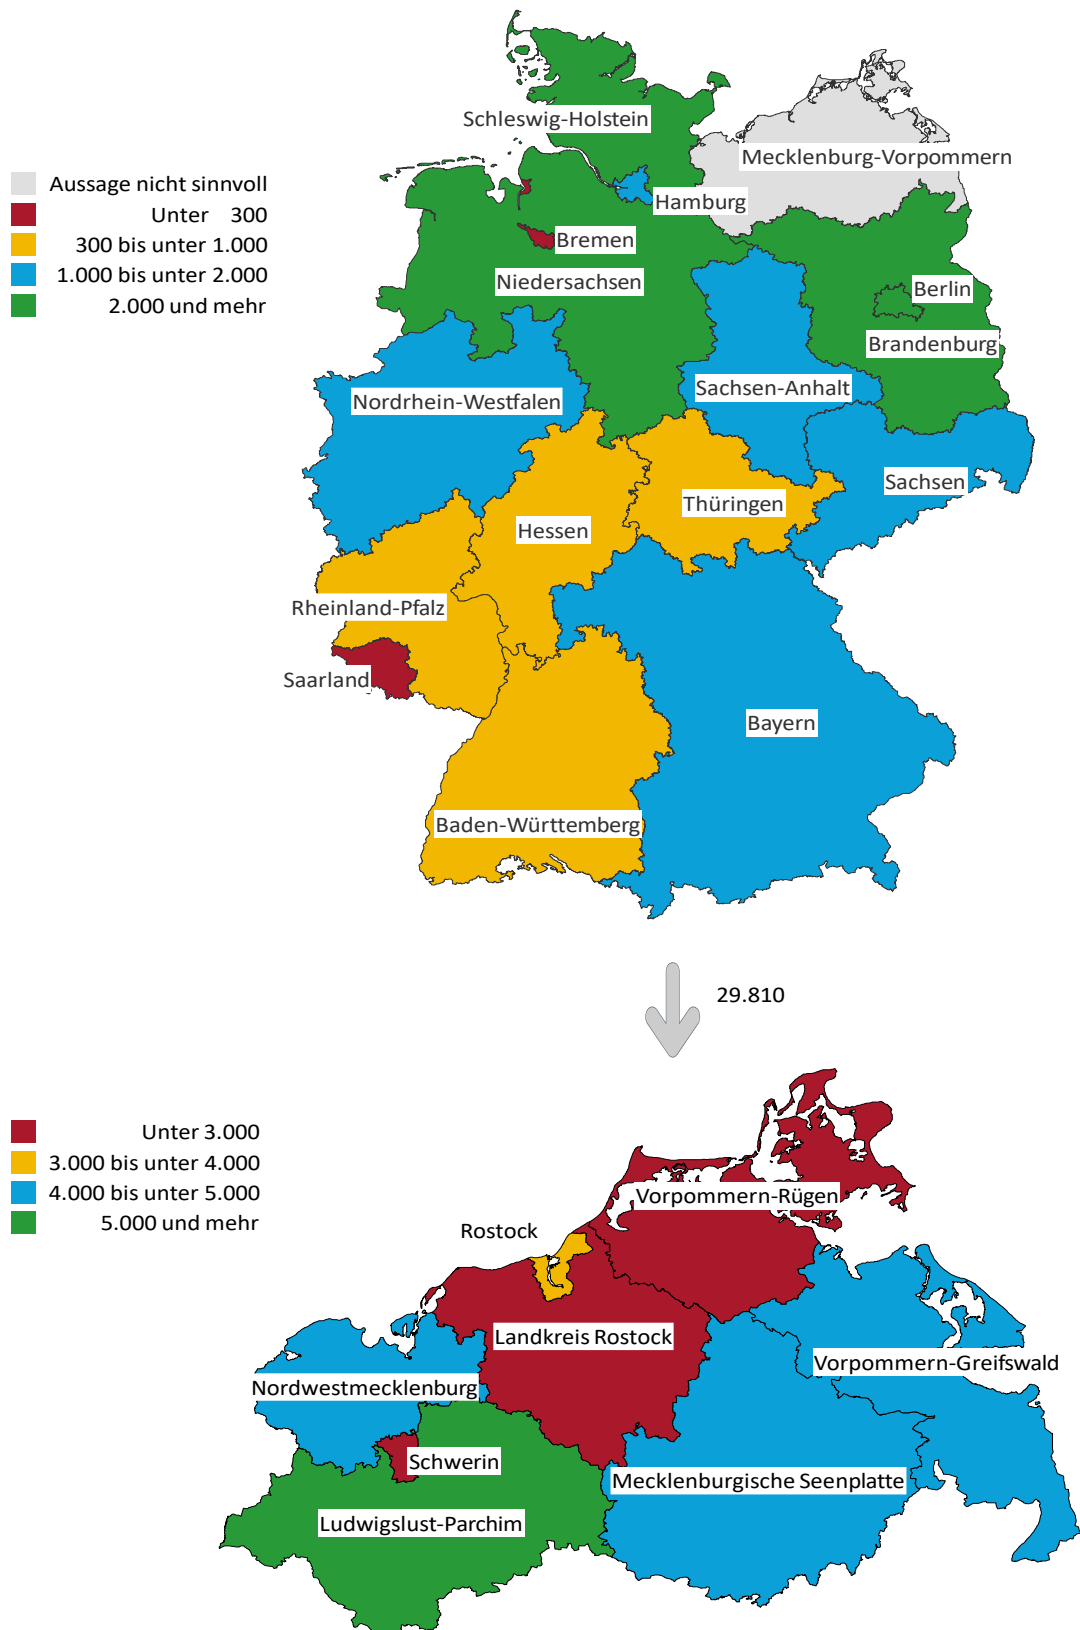 Schleswig-Holstein
Mecklenburg-Vorpommern
Aussage nicht sinnvoll
Hamburg
Unter 300
Bremen
300 bis unter 1.000
1.000 bis unter 2.000
Niedersachsen
Berlin
2.000 und mehr
Brandenburg
Sachsen-Anhalt
Nordrhein-Westfalen
Sachsen
Thüringen
Hessen
Rheinland-Pfalz
Saarland
Bayern
Baden-Württemberg
29.810
Unter 3.000
3.000 bis unter 4.000
4.000 bis unter 5.000
Vorpommern-Rügen
5.000 und mehr
Rostock
Landkreis Rostock
Vorpommern-Greifswald
Nordwestmecklenburg
Schwerin
Mecklenburgische Seenplatte
Ludwigslust-Parchim